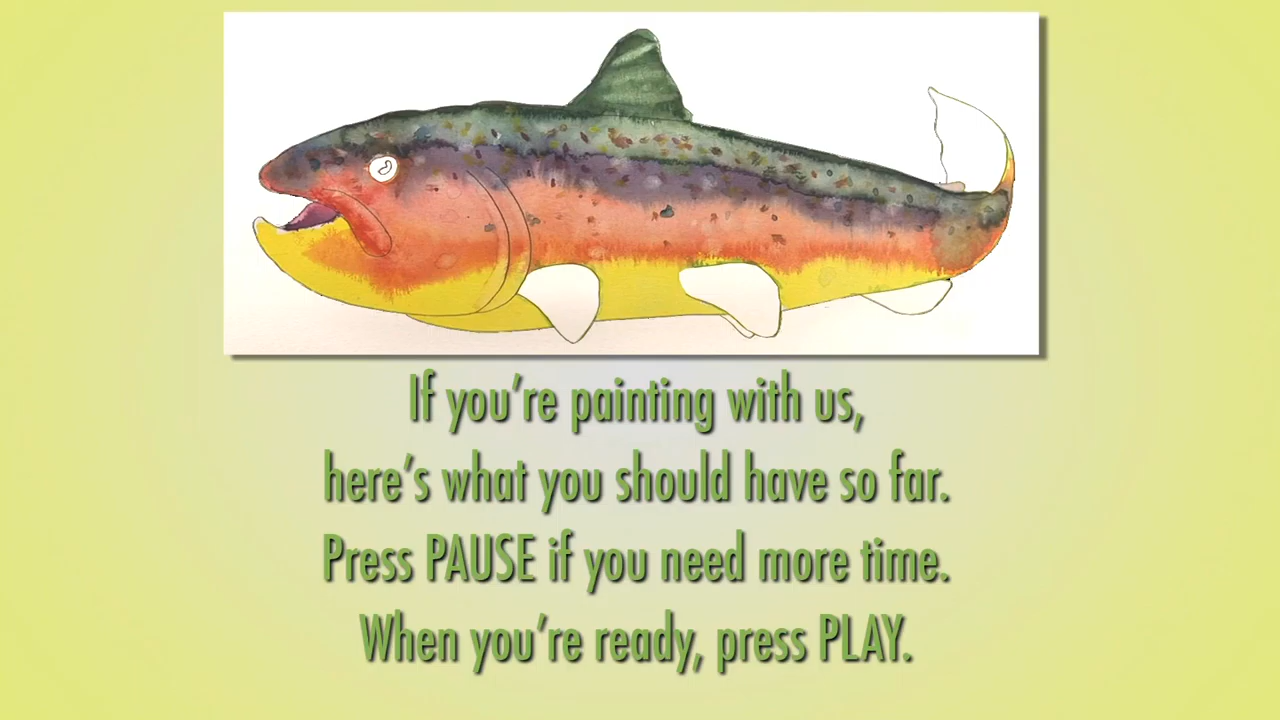 If you’re painting with us,
here’s what you should have so far.
Press PAUSE if you need more time.
When you’re ready, press PLAY.